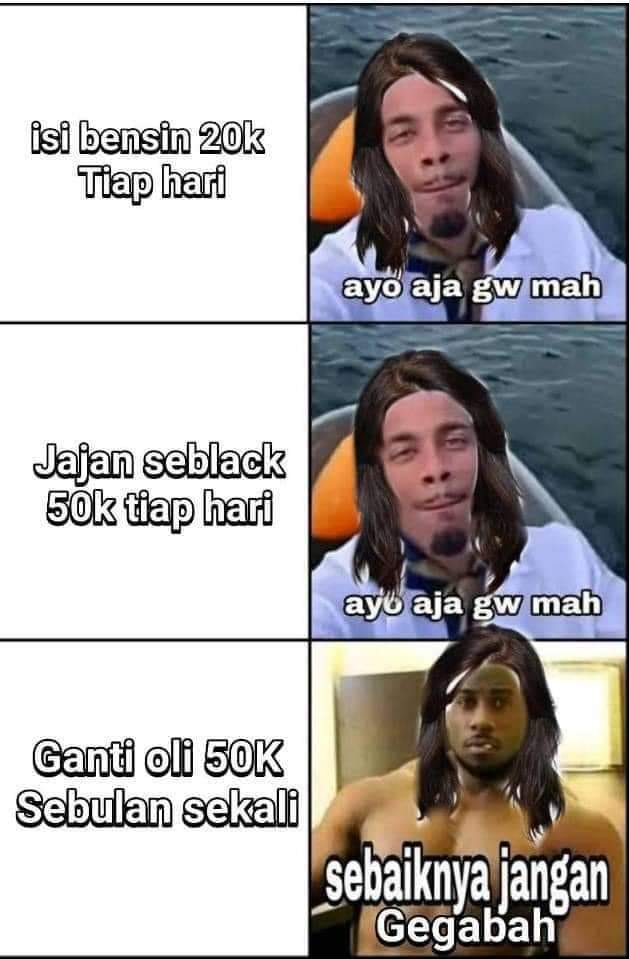 isi bensin 20k
Tiap hari
ayo aja gw mah
Jajan seblack
50k tiap hari
ayo aja gw mah
Ganti oli 50K
Sebulan sekali
sebaiknya jangan
Gegabah